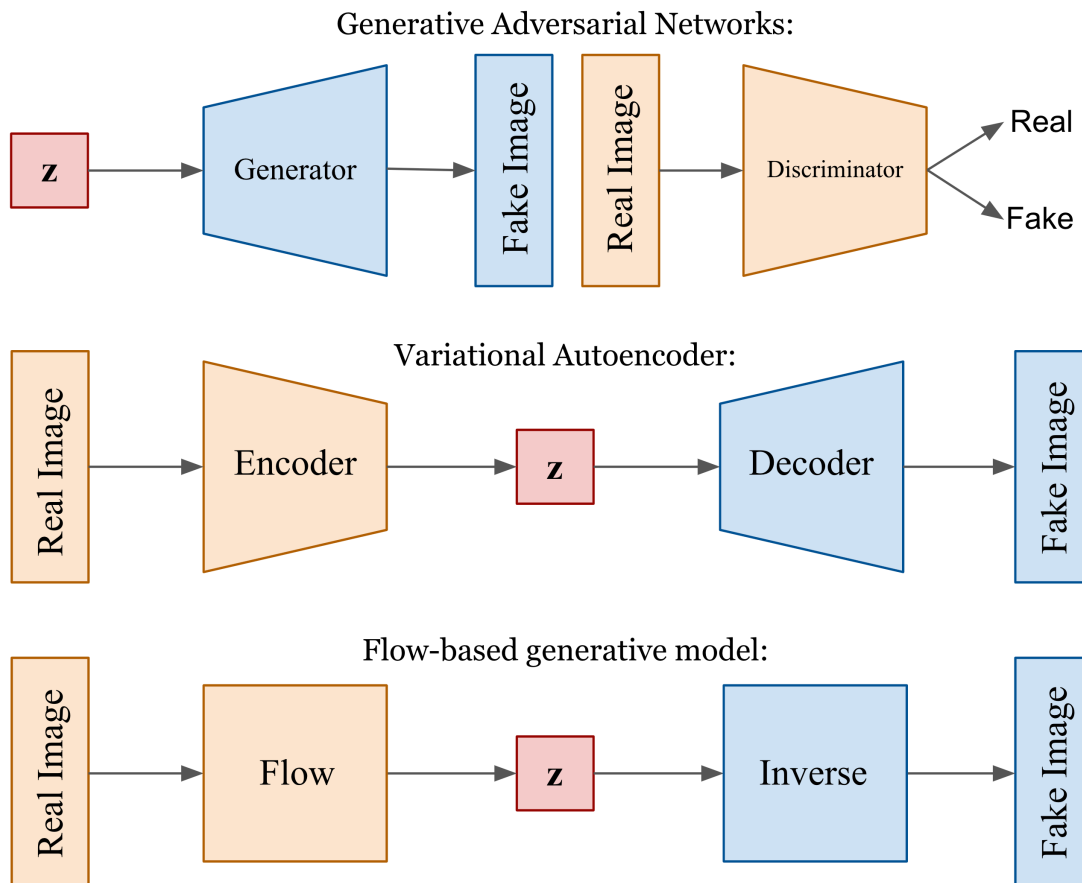 Generative Adversarial Networks:
z
Generator
Fake Image
Real Image
Discriminator
Real
Fake
Variational Autoencoder:
Real Image
Encoder
z
Decoder
Fake Image
Flow-based generative model:
Real Image
Flow
z
Inverse
Fake Image